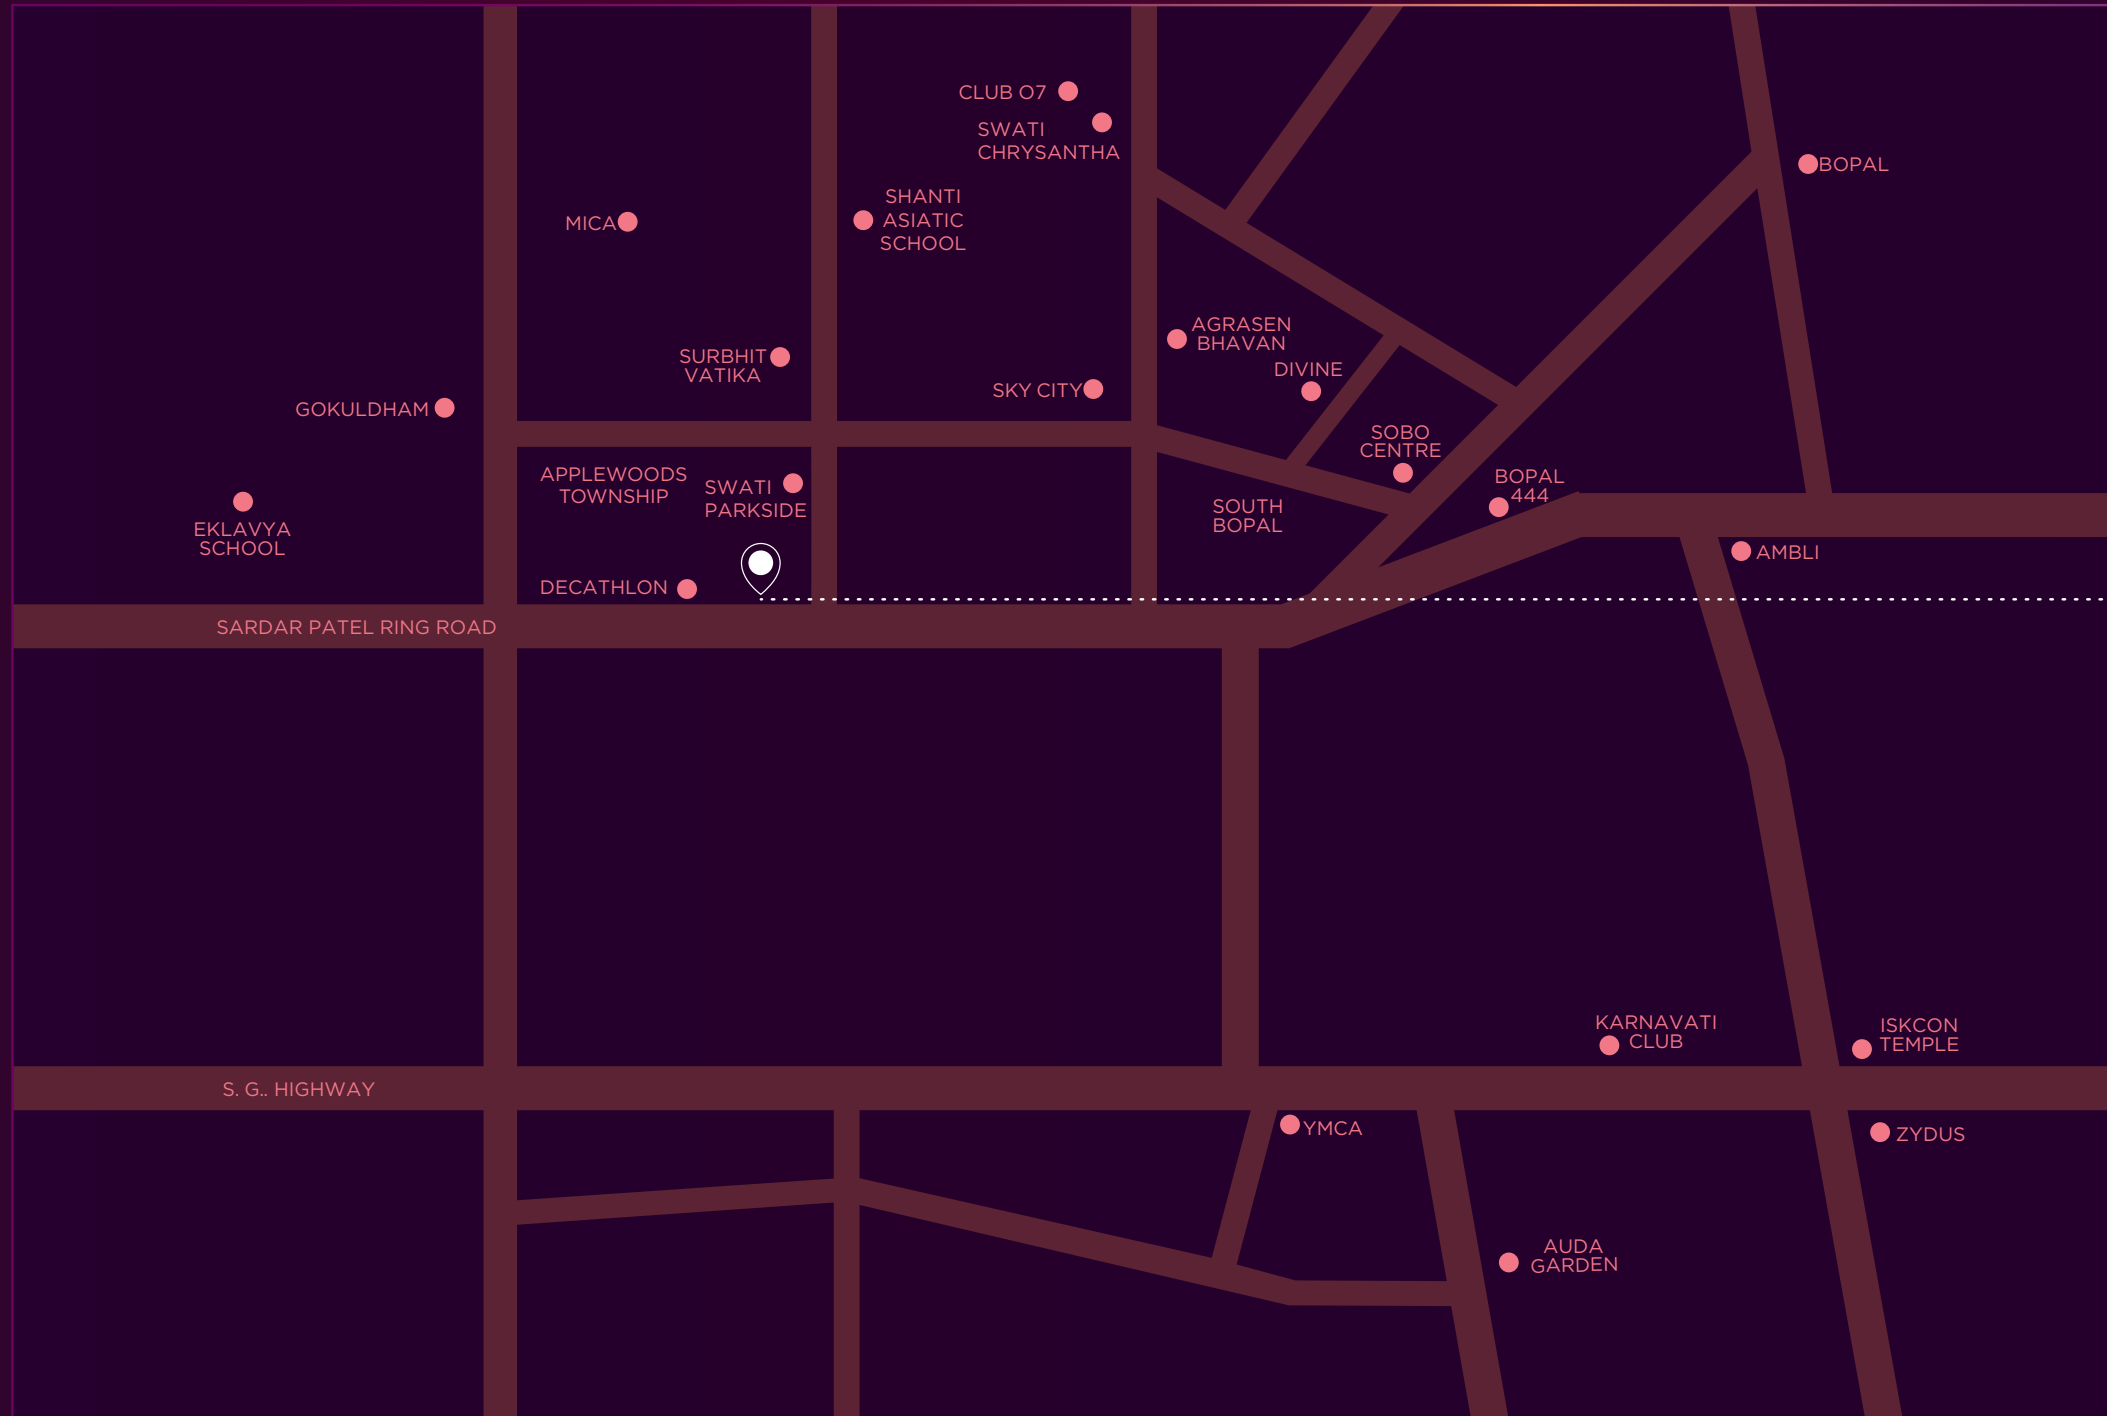 CLUB O7
SWATI
CHRYSANTHA
BOPAL
SHANTI
ASIATIC
SCHOOL
MICA
AGRASEN
BHAVAN
SURBHIT
VATIKA
DIVINE
SKY CITY
GOKULDHAM
SOBO
CENTRE
APPLEWOODS
TOWNSHIP
SWATI
PARKSIDE
BOPAL
444
SOUTH
BOPAL
EKLAVYA
SCHOOL
AMBLI
DECATHLON
SARDAR PATEL RING ROAD
KARNAVATI
CLUB
ISKCON
TEMPLE
S. G.. HIGHWAY
YMCA
ZYDUS
AUDA
GARDEN